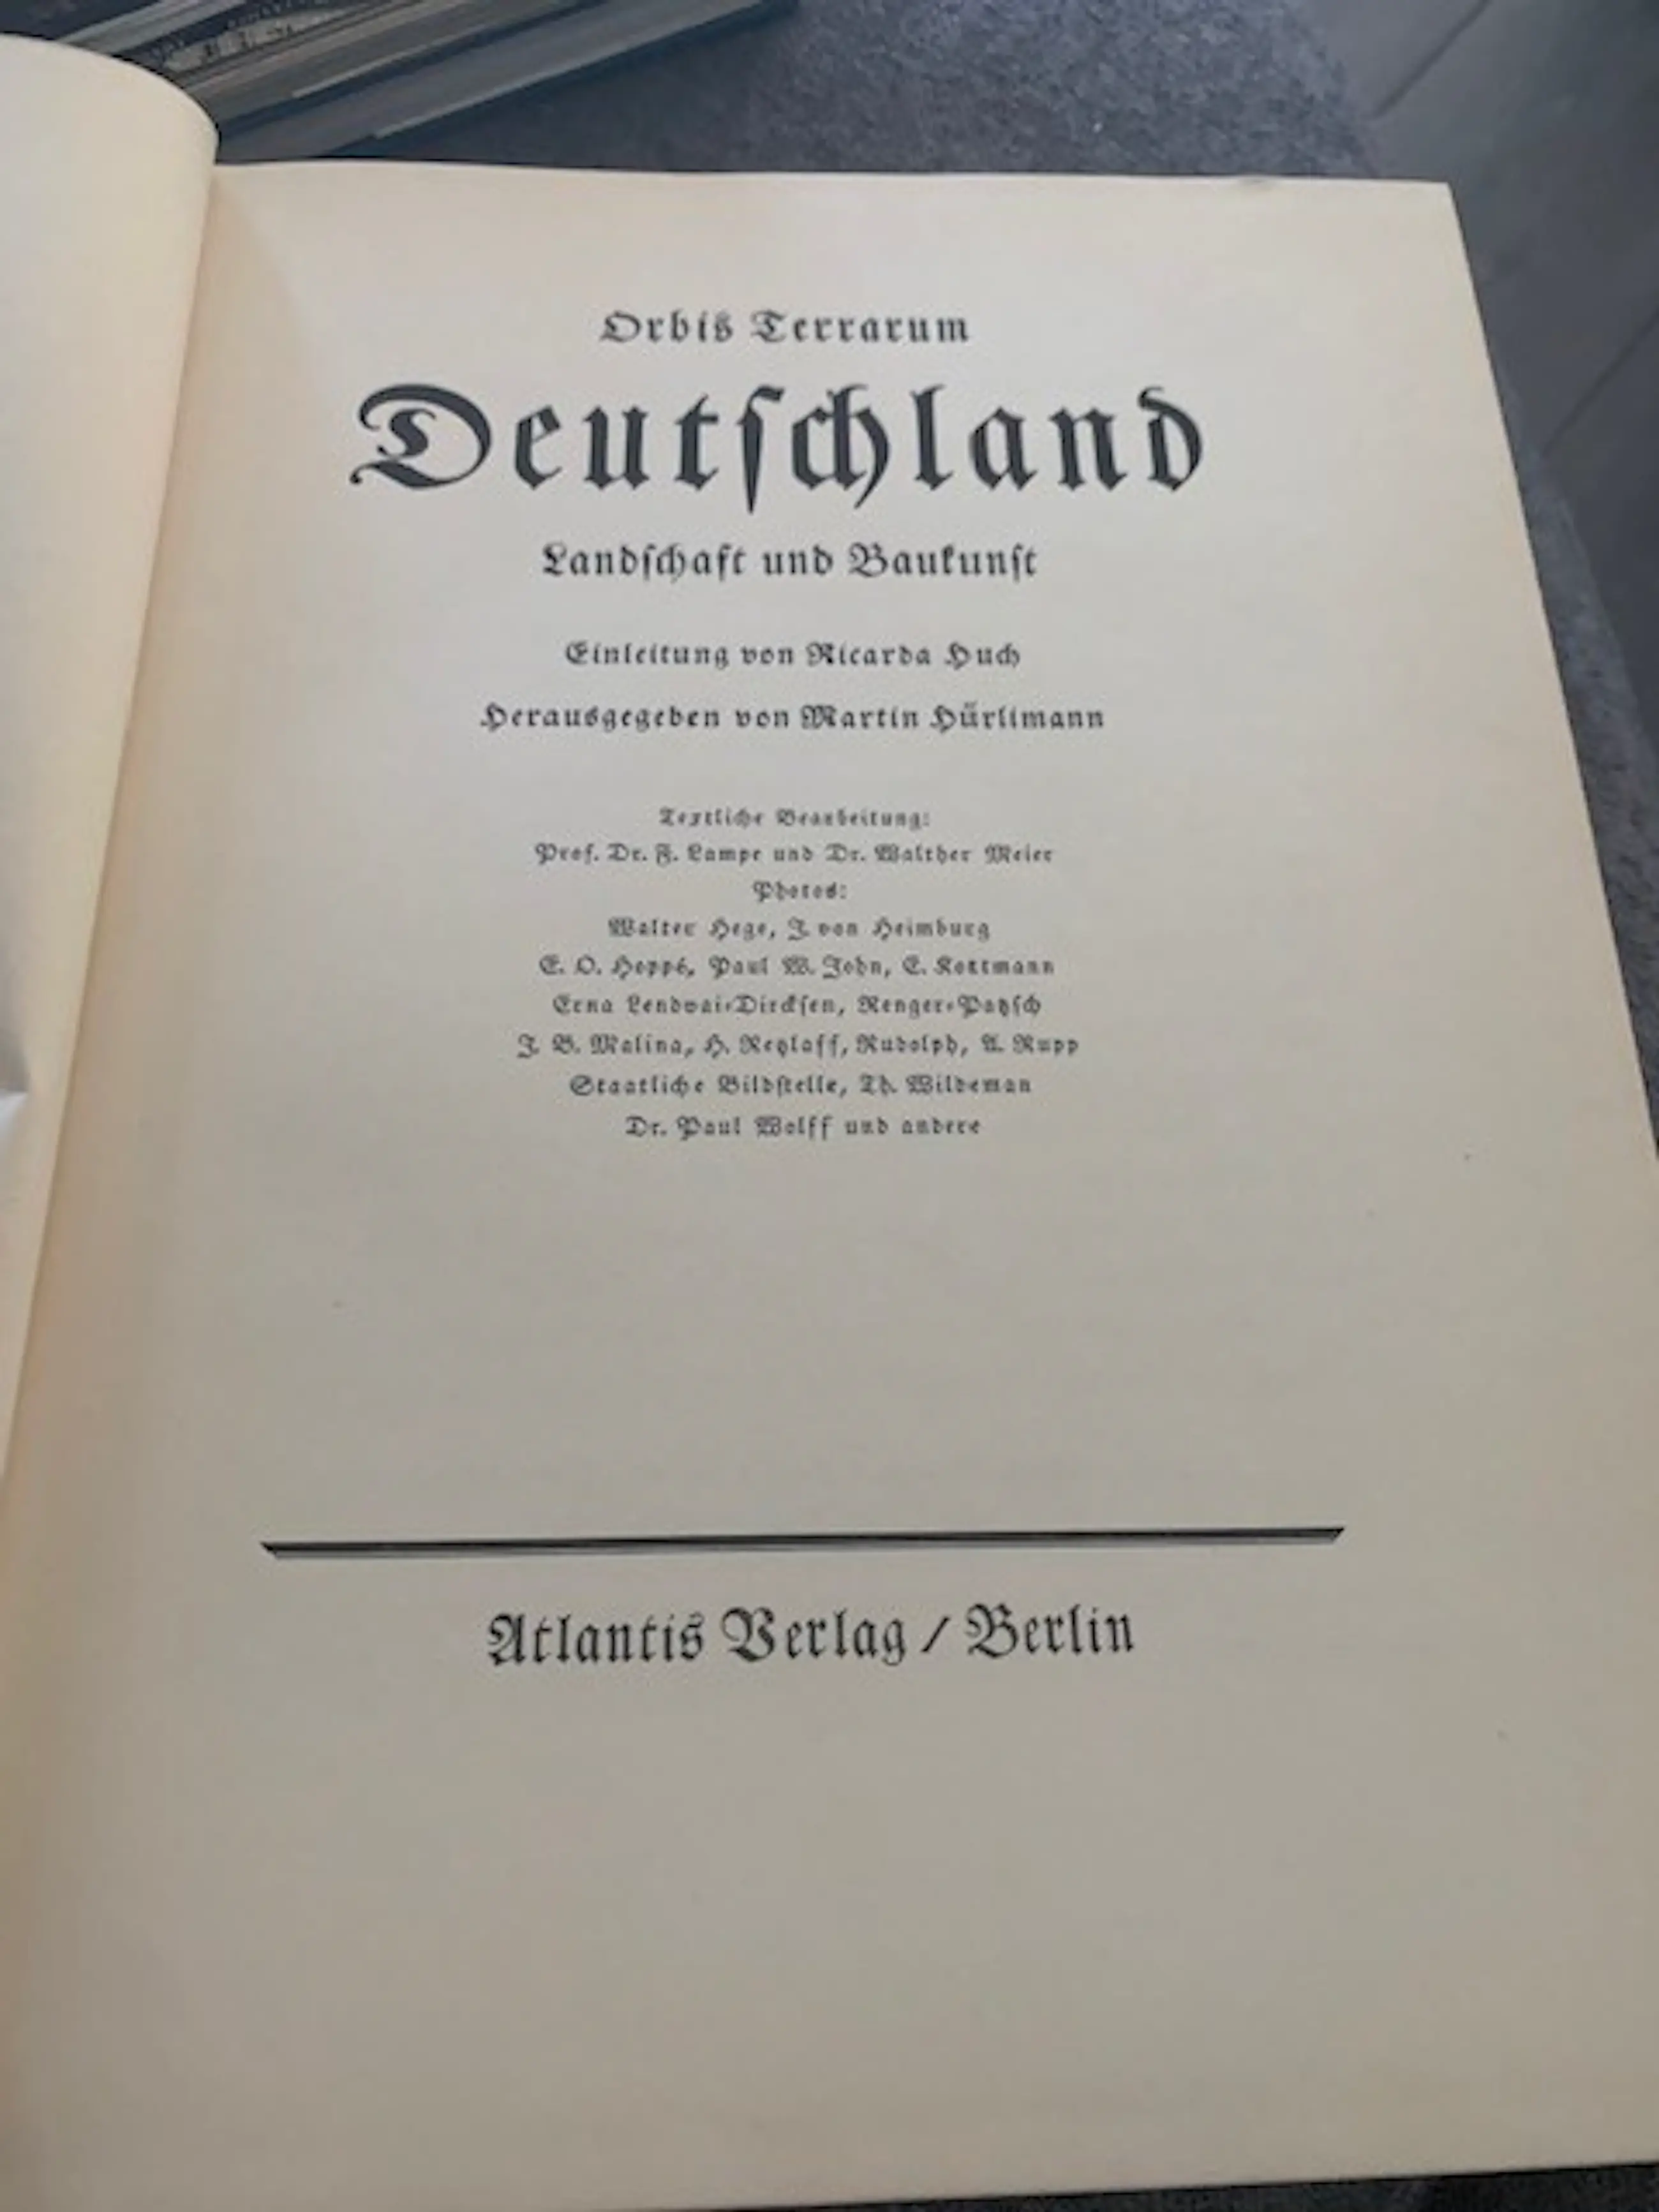 Orbis Terrarum
Deutſchland
Landſchaft und Baukunſt
Einleitung von Ricarda Huch
Herausgegeben von Martin Hürlimann
Textliche Bearbeitung:
Prof. Dr. F. Lampe und Dr. Walther Meier
Photos:
Walter Hege, J. von Heimburg
E. O. Hoppé, Paul W. John, E. Kottmann
Erna Lendvai-Dirckſen, Renger-Patzſch
J. B. Malina, H. Retzlaff, Rudolph, A. Rupp
Staatliche Bildſtelle, Th. Wildeman
Dr. Paul Wolff und andere
Atlantis Verlag / Berlin